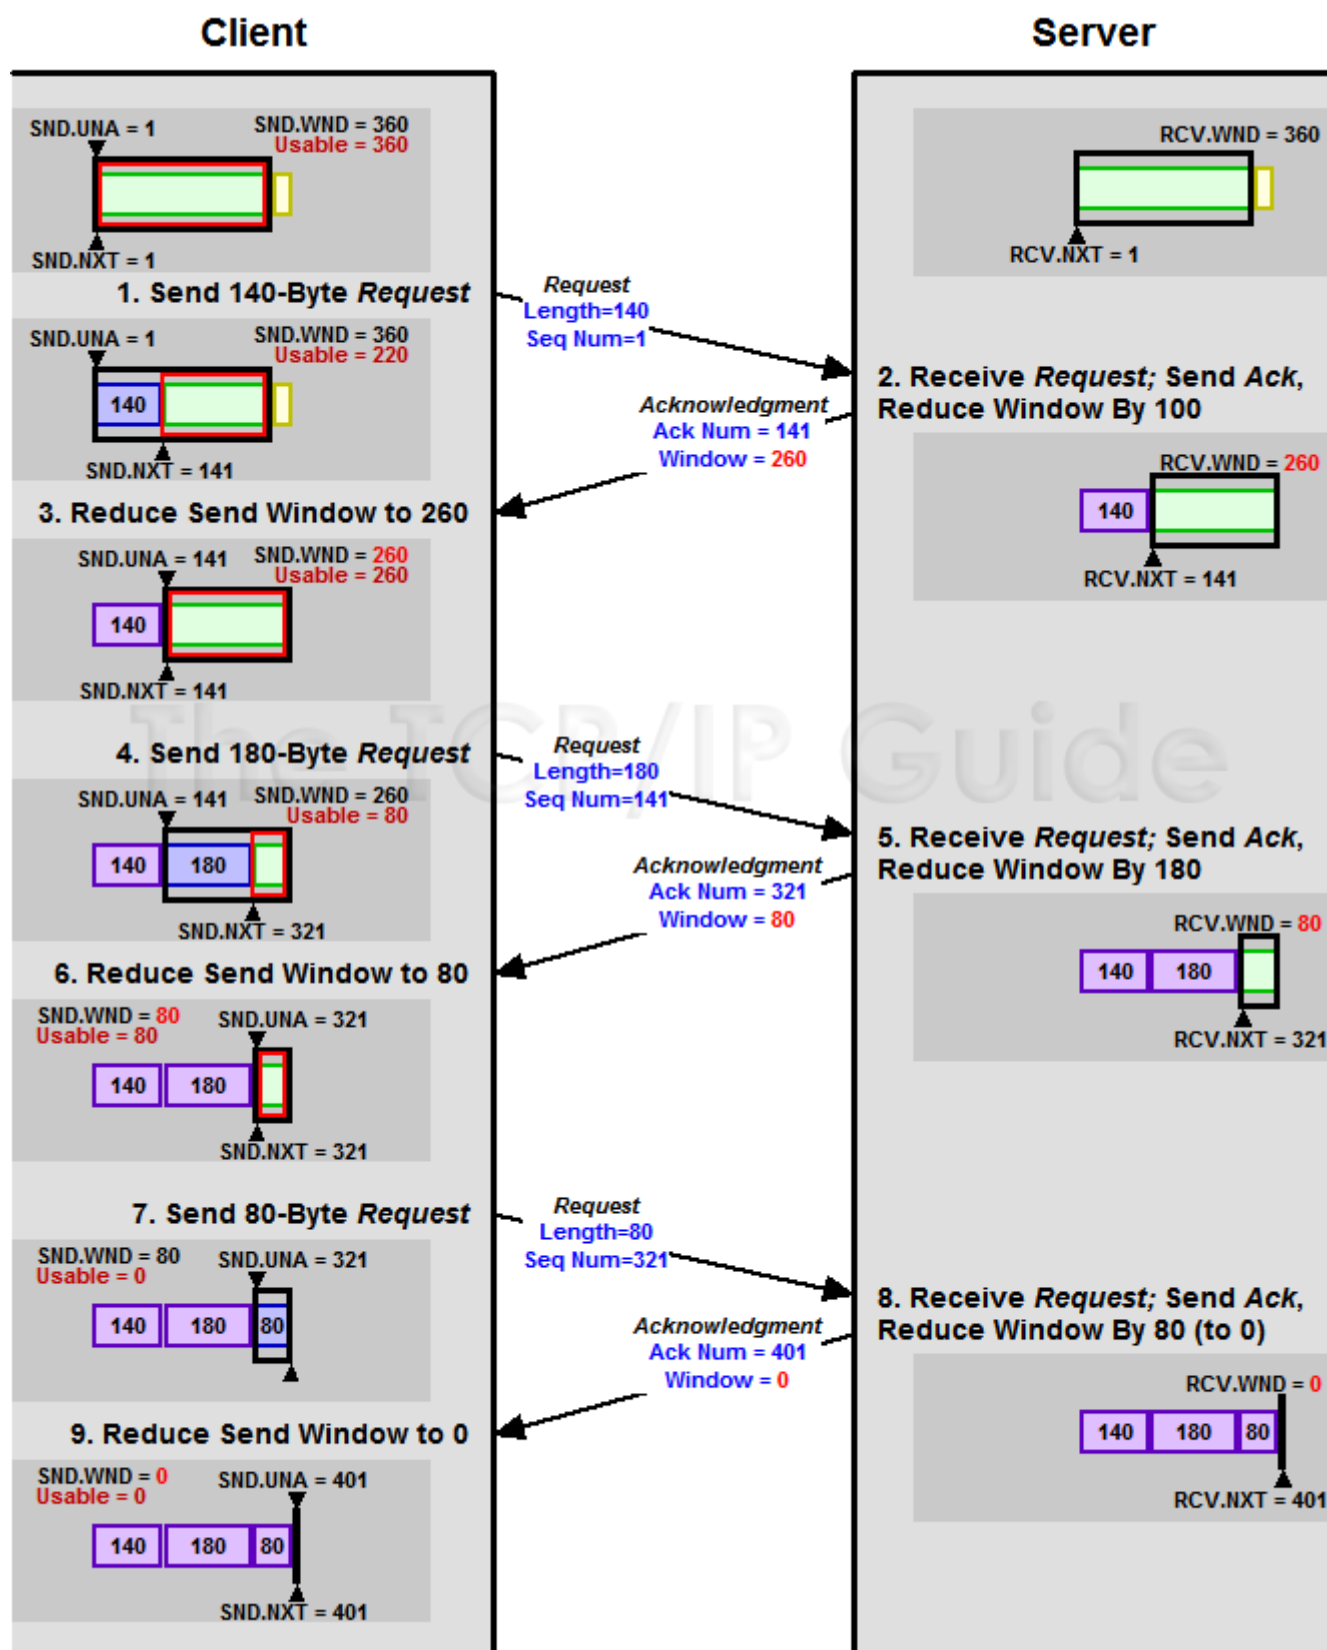 Client
Server
SND.UNA = 1
SND.WND = 360
Usable = 360
SND.NXT = 1
RCV.WND = 360
RCV.NXT = 1
1. Send 140-Byte Request
Request
Length=140
Seq Num=1
SND.UNA = 1
SND.WND = 360
Usable = 220
140
SND.NXT = 141
2. Receive Request; Send Ack,
Reduce Window By 100
Acknowledgment
Ack Num = 141
Window = 260
RCV.WND = 260
140
RCV.NXT = 141
3. Reduce Send Window to 260
SND.UNA = 141
SND.WND = 260
Usable = 260
140
SND.NXT = 141
The TCP/IP Guide
4. Send 180-Byte Request
Request
Length=180
Seq Num=141
SND.UNA = 141
SND.WND = 260
Usable = 80
140
180
SND.NXT = 321
5. Receive Request; Send Ack,
Reduce Window By 180
Acknowledgment
Ack Num = 321
Window = 80
RCV.WND = 80
140
180
RCV.NXT = 321
6. Reduce Send Window to 80
SND.WND = 80
Usable = 80
SND.UNA = 321
140
180
SND.NXT = 321
7. Send 80-Byte Request
Request
Length=80
Seq Num=321
SND.WND = 80
Usable = 0
SND.UNA = 321
140
180
80
8. Receive Request; Send Ack,
Reduce Window By 80 (to 0)
Acknowledgment
Ack Num = 401
Window = 0
RCV.WND = 0
140
180
80
RCV.NXT = 401
9. Reduce Send Window to 0
SND.WND = 0
Usable = 0
SND.UNA = 401
140
180
80
SND.NXT = 401